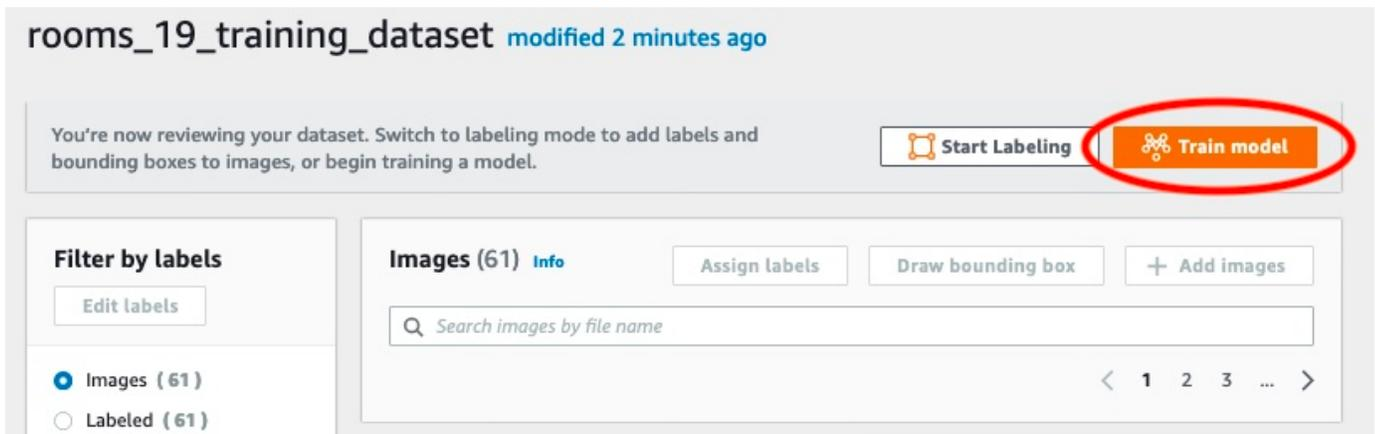 rooms_19_training_dataset modified 2 minutes ago
You're now reviewing your dataset. Switch to labeling mode to add labels and
bounding boxes to images, or begin training a model.
Start Labeling
Train model
Filter by labels
Edit labels
Images ( 61 )
Labeled ( 61 )
Images (61) Info
Assign labels
Draw bounding box
+ Add images
Search images by file name
< 1 2 3 ... >